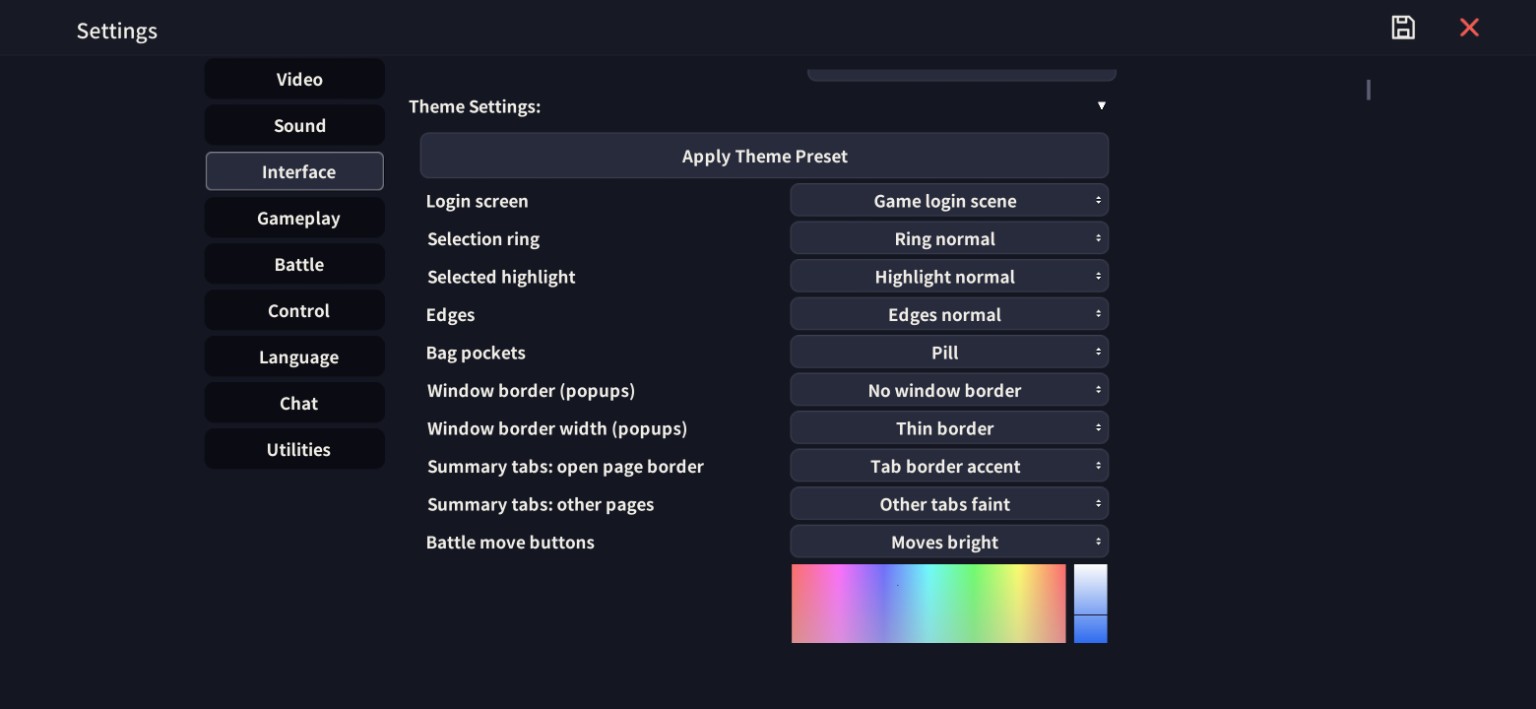 Settings
Video
Sound
Interface
Gameplay
Battle
Control
Language
Chat
Utilities
Theme Settings:
Apply Theme Preset
Login screen Game login scene
Selection ring Ring normal
Selected highlight Highlight normal
Edges Edges normal
Bag pockets Pill
Window border (popups) No window border
Window border width (popups) Thin border
Summary tabs: open page border Tab border accent
Summary tabs: other pages Other tabs faint
Battle move buttons Moves bright